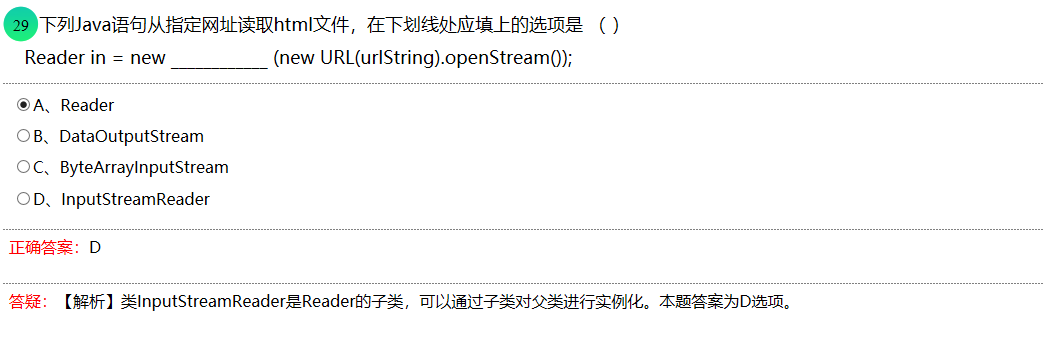 29 下列Java语句从指定网址读取html文件，在下划线处应填上的选项是 （ ）
Reader in = new ____________ (new URL(urlString).openStream());
A、Reader
B、DataOutputStream
C、ByteArrayInputStream
D、InputStreamReader
正确答案：D
答疑：【解析】类InputStreamReader是Reader的子类，可以通过子类对父类进行实例化。本题答案为D选项。